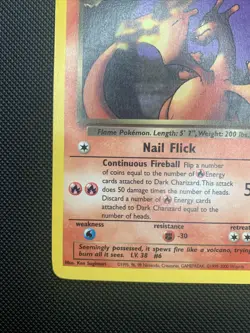 Flame Pokémon. Length: 5' 7", Weight: 200 lbs.
Nail Flick
Continuous Fireball Flip a number of
coins equal to the number of Energy
cards attached to Dark Charizard. This attack
does 50 damage times the number of heads.
Discard a number of Energy cards
attached to Dark Charizard equal to the
number of heads.
weakness
resistance
-30
retreat
Seemingly possessed, it spews fire like a volcano, trying
burn all it sees. LV. 38 #6
Illus. Ken Sugimori